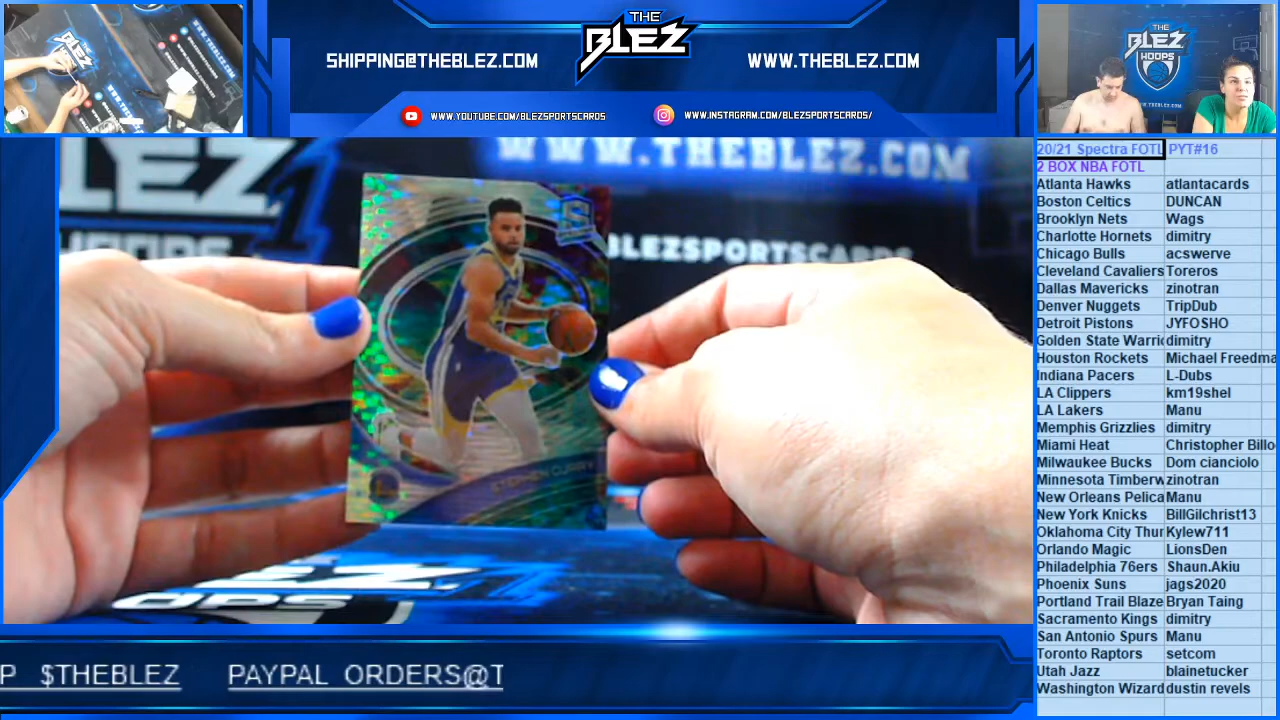 SHIPPING@THEBLEZ.COM
THE
BLEZ
WWW.THEBLEZ.COM
WWW.YOUTUBE.COM/BLEZSPORTSCARDS
WWW.INSTAGRAM.COM/BLEZSPORTSCARDS/
THE
BLEZ
THE
BLEZ
HOOPS
WWW.THEBLEZ.COM
BLEZSPORTSCARDS
STEPHEN CURRY
20/21 Spectra FOTL PYT#16
2 BOX NBA FOTL
Atlanta Hawks atlantacards
Boston Celtics DUNCAN
Brooklyn Nets Wags
Charlotte Hornets dimitry
Chicago Bulls acswerve
Cleveland Cavaliers Toreros
Dallas Mavericks zinotran
Denver Nuggets TripDub
Detroit Pistons JYFOSHO
Golden State Warric dimitry
Houston Rockets Michael Freedma
Indiana Pacers L-Dubs
LA Clippers km19shel
LA Lakers Manu
Memphis Grizzlies dimitry
Miami Heat Christopher Billo
Milwaukee Bucks Dom cianciolo
Minnesota Timberw zinotran
New Orleans Pelica Manu
New York Knicks BillGilchrist13
Oklahoma City Thur Kylew711
Orlando Magic LionsDen
Philadelphia 76ers Shaun.Akiu
Phoenix Suns jags2020
Portland Trail Blaze Bryan Taing
Sacramento Kings dimitry
San Antonio Spurs Manu
Toronto Raptors setcom
Utah Jazz blainetucker
Washington Wizard dustin revels
P $THEBLEZ PAYPAL ORDERS@T